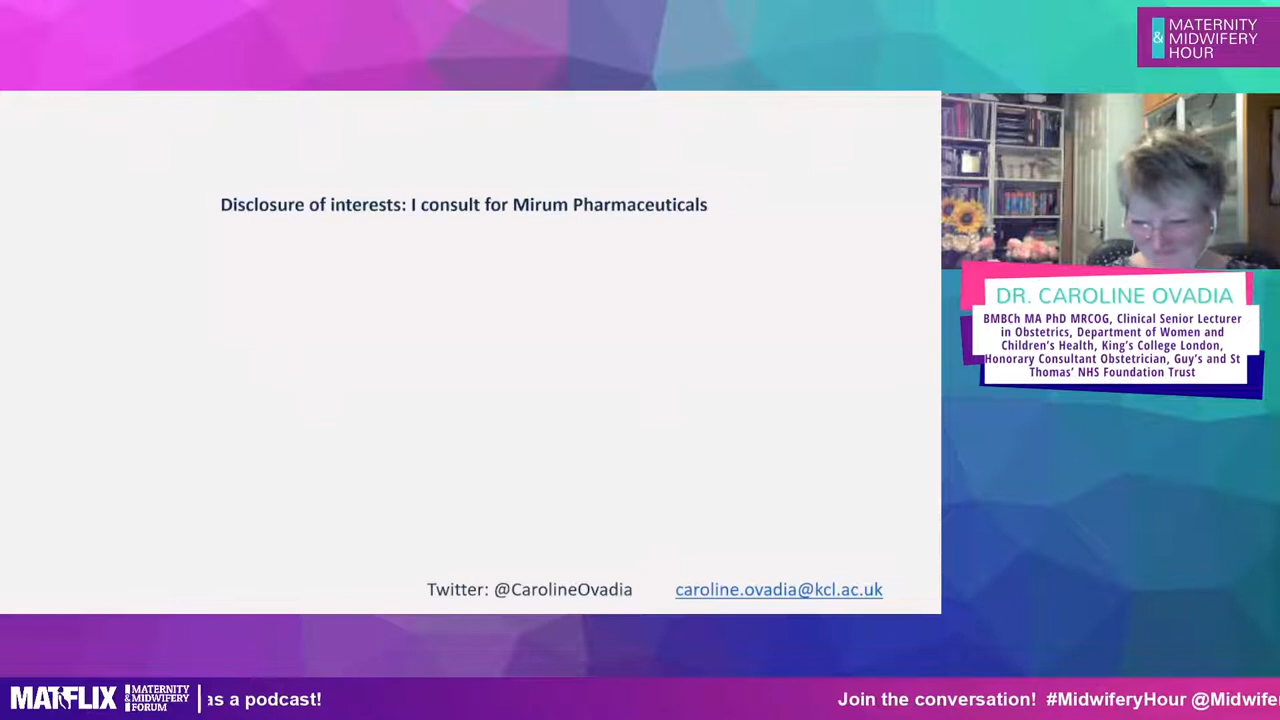 & MATERNITY
MIDWIFERY
HOUR
Disclosure of interests: I consult for Mirum Pharmaceuticals
DR. CAROLINE OVADIA
BMBCh MA PhD MRCOG, Clinical Senior Lecturer
in Obstetrics, Department of Women and
Children's Health, King's College London,
Honorary Consultant Obstetrician, Guy's and St
Thomas' NHS Foundation Trust
Twitter: @CarolineOvadia caroline.ovadia@kcl.ac.uk
MATFLIX
MATERNITY
& MIDWIFERY
FORUM
as a podcast!
Join the conversation! #MidwiferyHour @Midwife